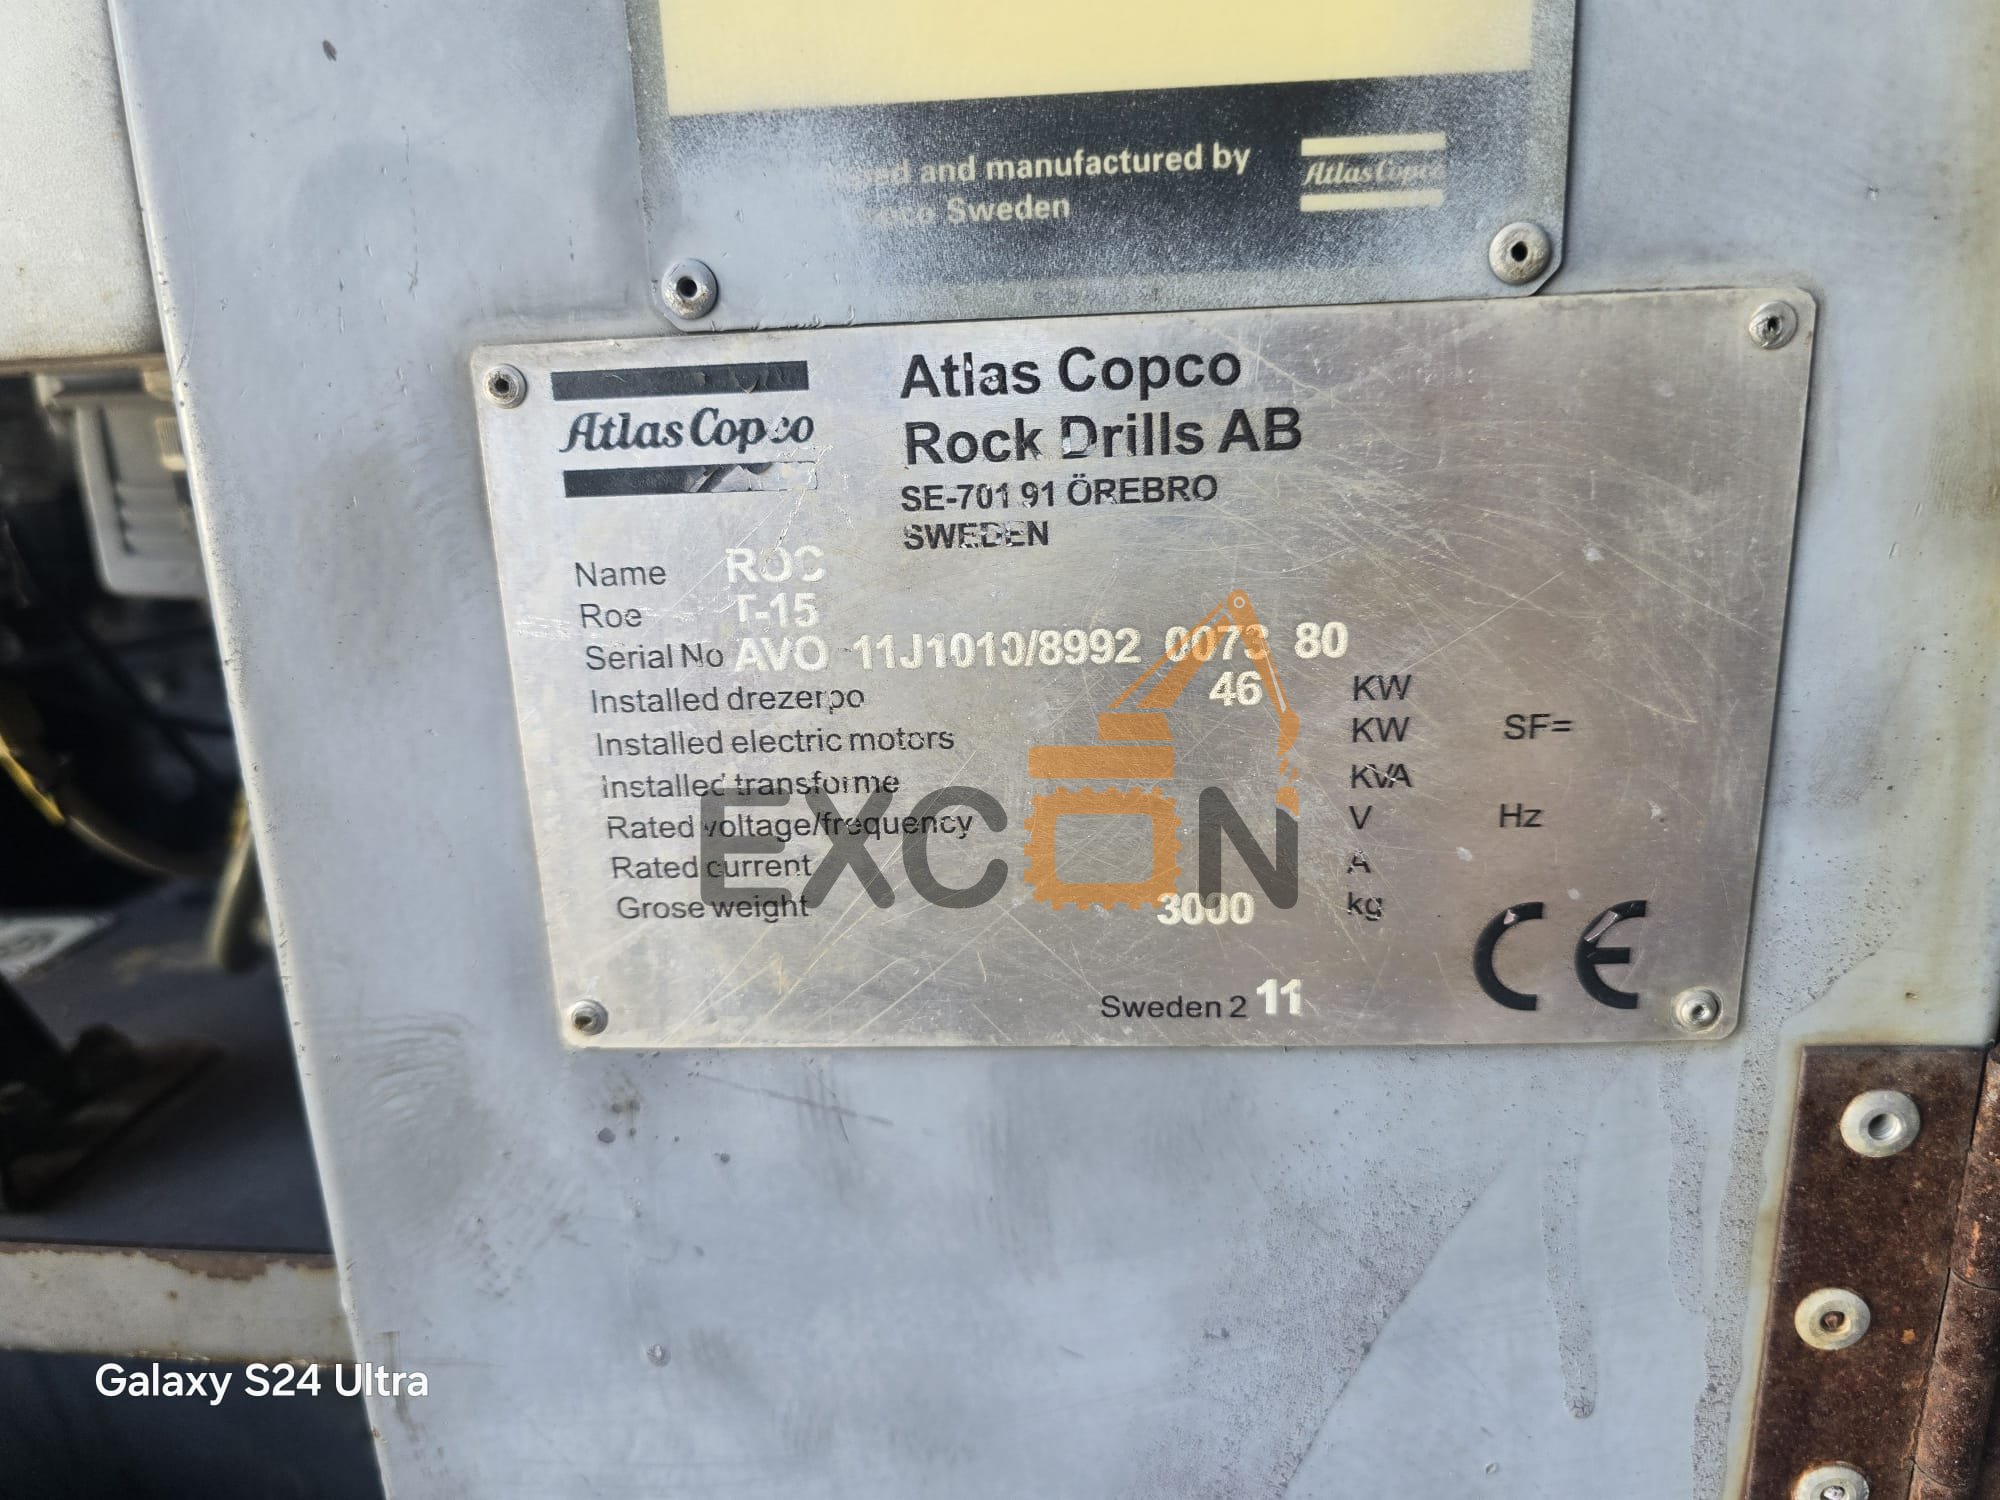 and manufactured by
Sweden
Atlas Copco
Atlas Copco
Atlas Copco
Rock Drills AB
SE-701 91 ÖREBRO
SWEDEN
Name ROC
Roe T-15
Serial No AVO 11J1010/8992 0073 80
Installed drezerpo 46 KW
Installed electric motors KW SF=
Installed transforme KVA
Rated voltage/frequency V Hz
Rated current A
Grose weight 3000 kg
CE
Sweden 2 11
EXCON
Galaxy S24 Ultra